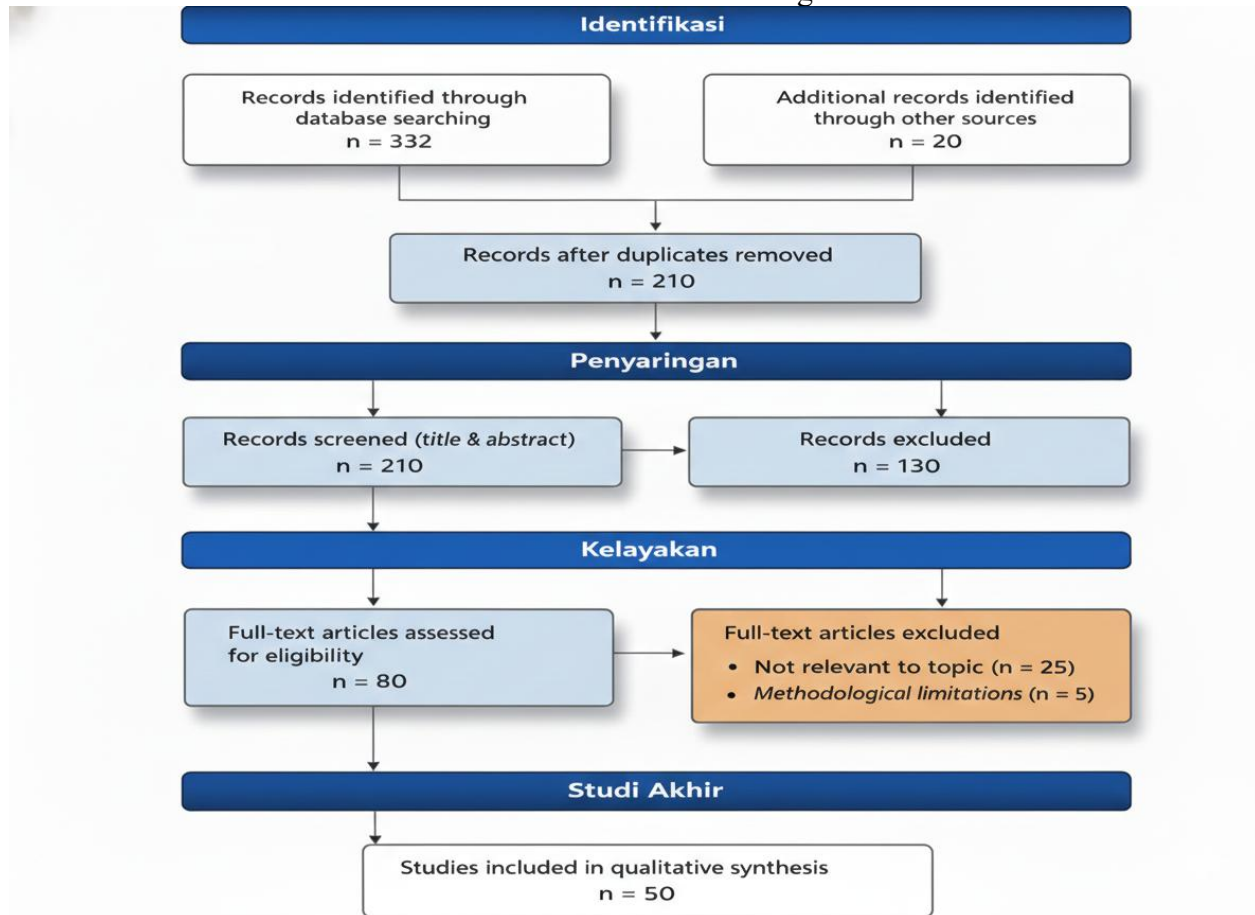 Identifikasi
Records identified through
database searching
n = 332
Additional records identified
through other sources
n = 20
Records after duplicates removed
n = 210
Penyaringan
Records screened (title & abstract)
n = 210
Records excluded
n = 130
Kelayakan
Full-text articles assessed
for eligibility
n = 80
Full-text articles excluded
• Not relevant to topic (n = 25)
• Methodological limitations (n = 5)
Studi Akhir
Studies included in qualitative synthesis
n = 50